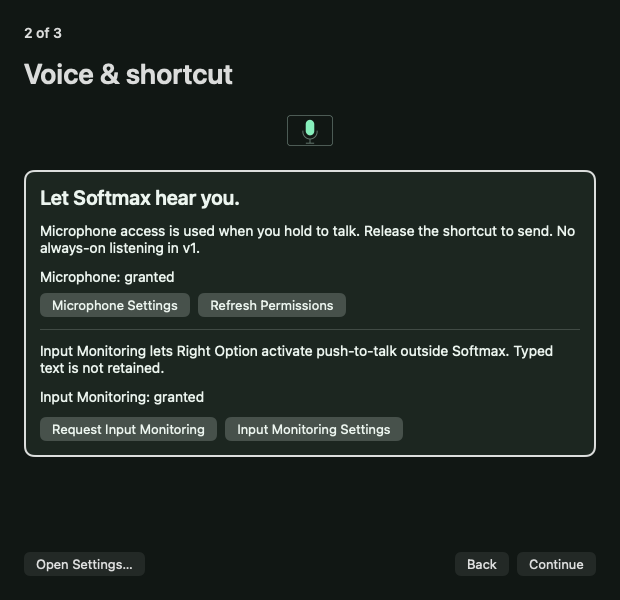 2 of 3
Voice & shortcut
Let Softmax hear you.
Microphone access is used when you hold to talk. Release the shortcut to send. No
always-on listening in v1.
Microphone: granted
Microphone Settings
Refresh Permissions
Input Monitoring lets Right Option activate push-to-talk outside Softmax. Typed
text is not retained.
Input Monitoring: granted
Request Input Monitoring
Input Monitoring Settings
Open Settings...
Back
Continue